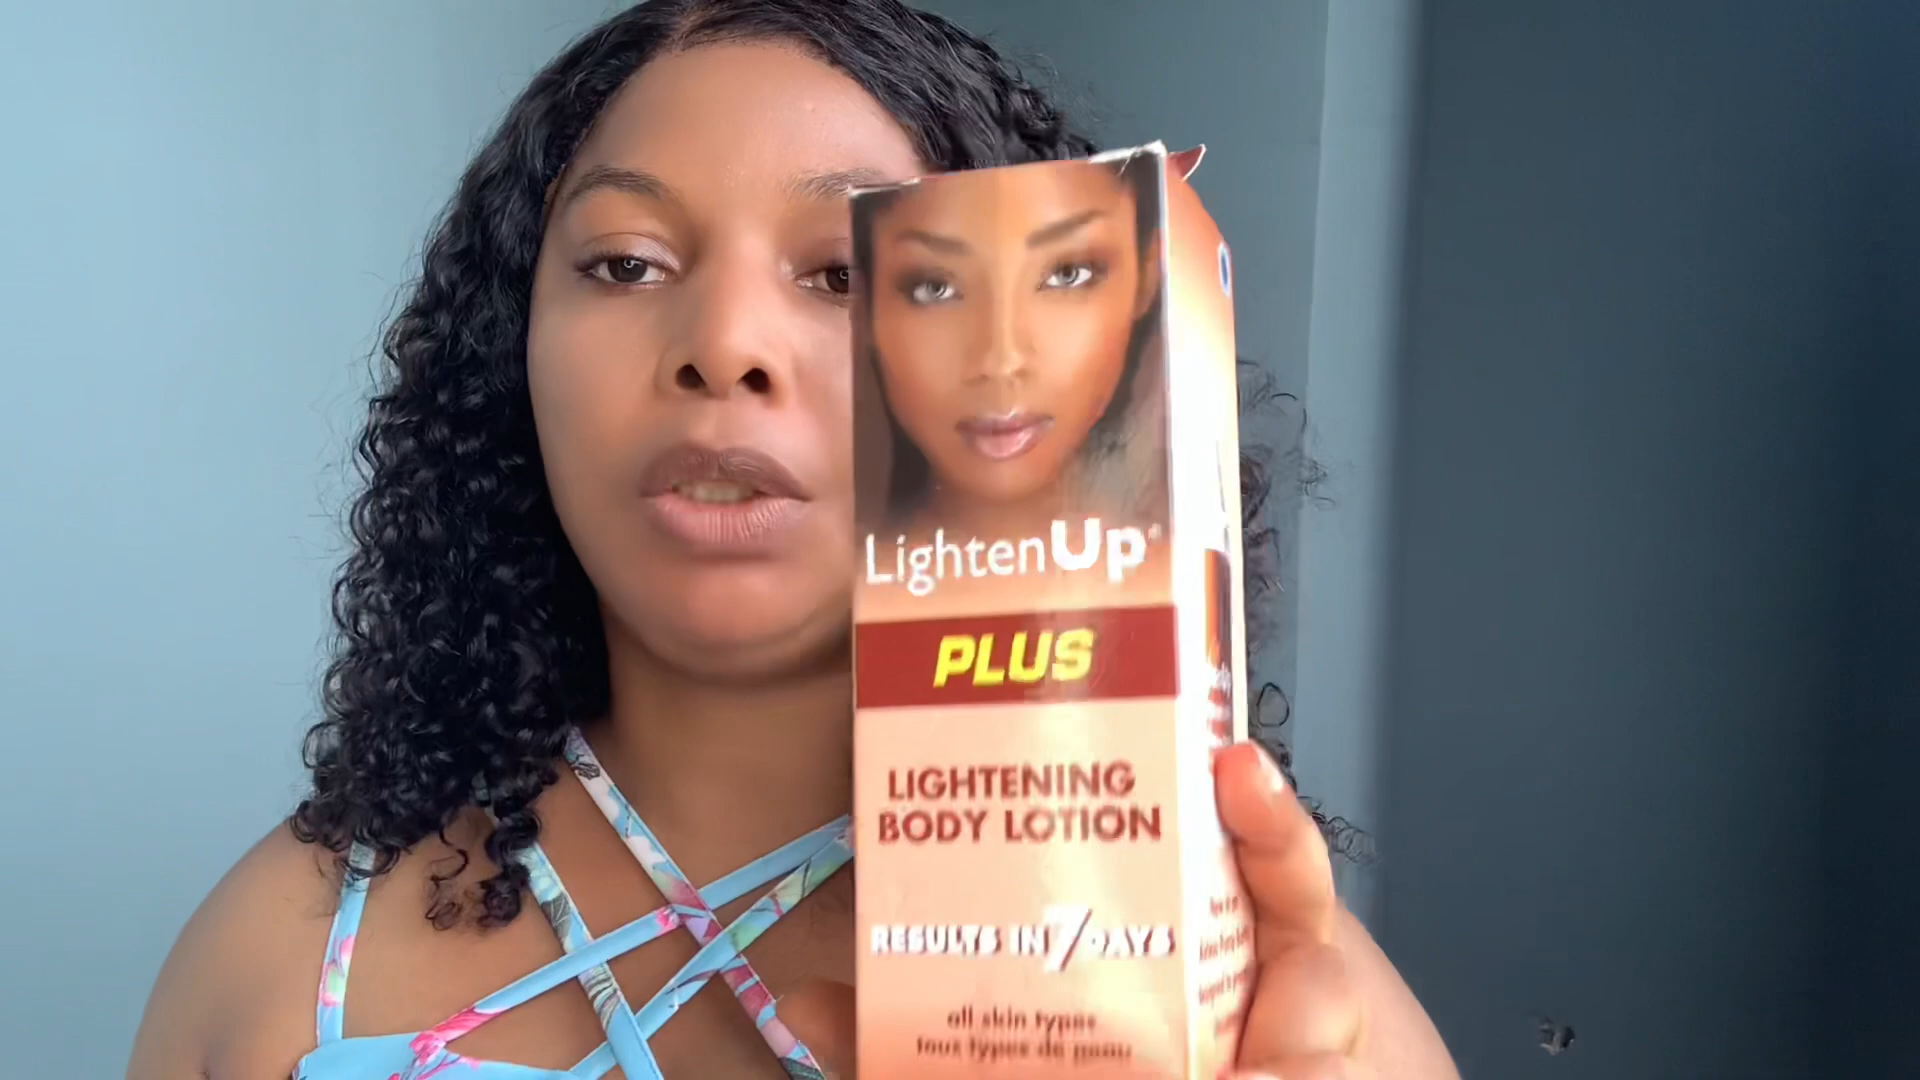 LightenUp
PLUS
LIGHTENING
BODY LOTION
RESULTS IN 7 DAYS
all skin types
tous types de peau